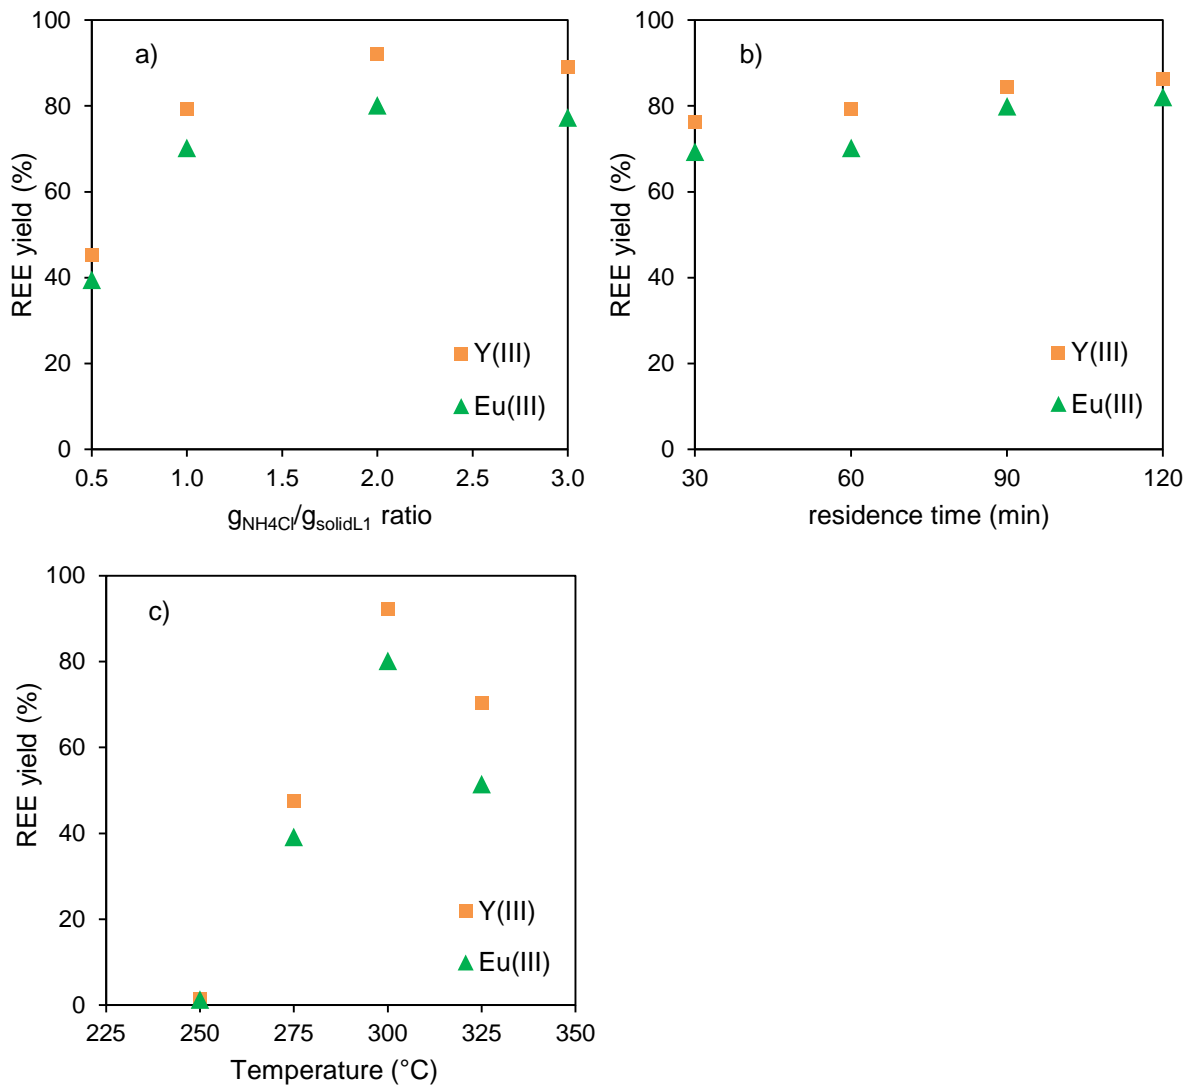 a)
REE yield (%)
100
80
60
40
20
0
Y(III)
Eu(III)
0.5 1.0 1.5 2.0 2.5 3.0
gNH4Cl/gsolidL1 ratio
b)
REE yield (%)
100
80
60
40
20
0
Y(III)
Eu(III)
30 60 90 120
residence time (min)
c)
REE yield (%)
100
80
60
40
20
0
Y(III)
Eu(III)
225 250 275 300 325 350
Temperature (°C)